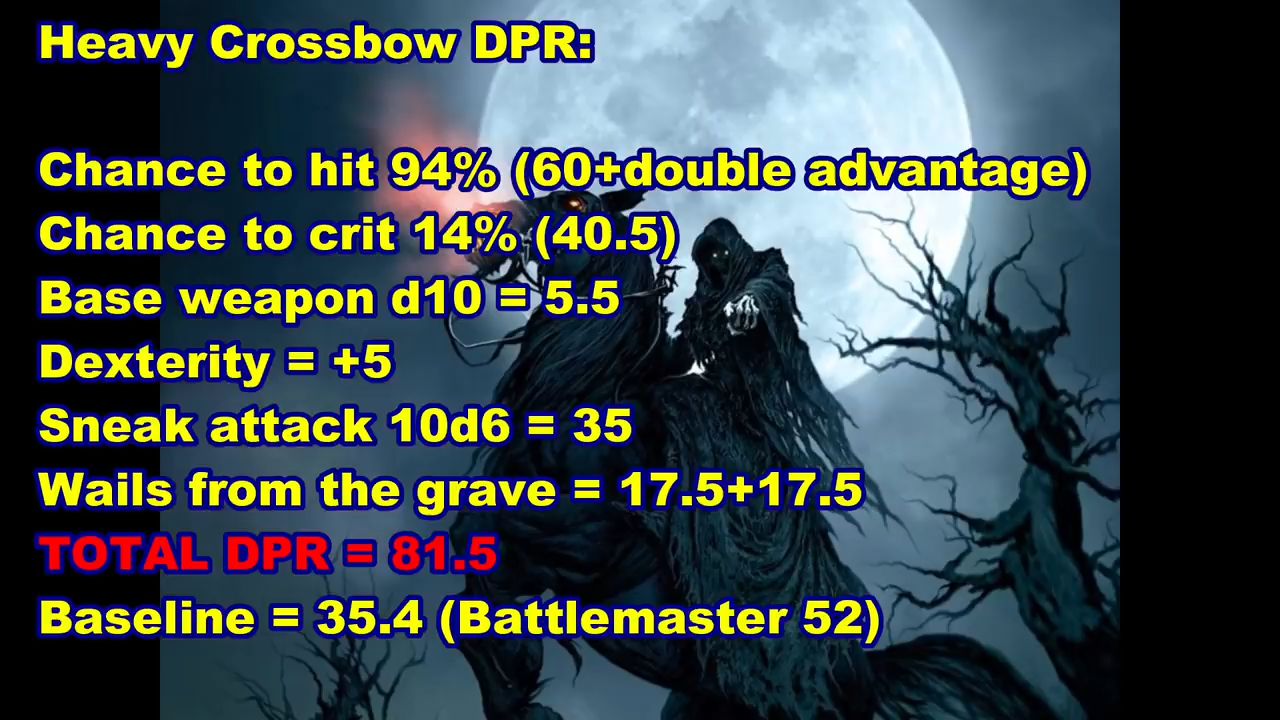 Heavy Crossbow DPR:
Chance to hit 94% (60+double advantage)
Chance to crit 14% (40.5)
Base weapon d10 = 5.5
Dexterity = +5
Sneak attack 10d6 = 35
Wails from the grave = 17.5+17.5
TOTAL DPR = 81.5
Baseline = 35.4 (Battlemaster 52)